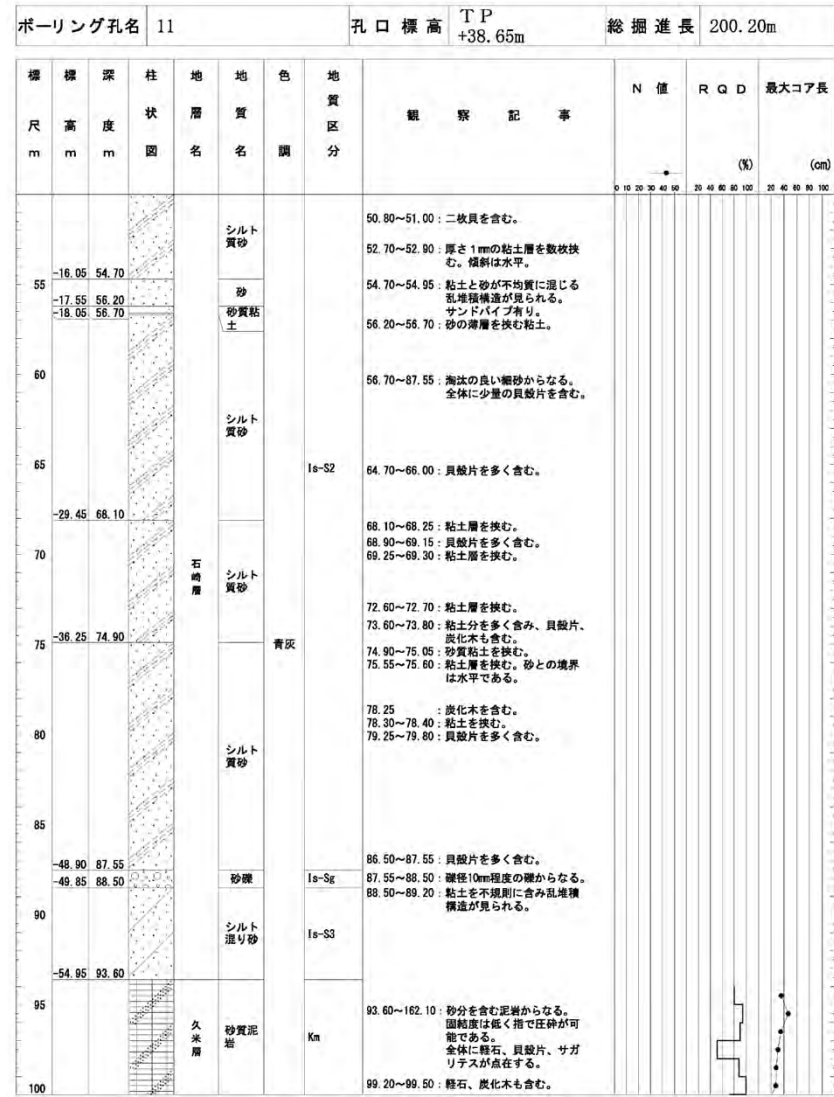 ボーリング孔名 11 孔口標高 TP +38.65m 総掘進長 200.20m
標尺 m 標高 m 深度 m 柱状図 地層名 地質名 色調 地質区分 観察記事 N値 RQD (%) 最大コア長 (cm)
0 10 20 30 40 50 20 40 60 80 100 20 40 60 80 100
シルト質砂
50.80~51.00:二枚貝を含む。
52.70~52.90:厚さ1mmの粘土層を数枚挟
む。傾斜は水平。
-16.05 54.70
55
砂
54.70~54.95:粘土と砂が不均質に混じる
乱堆積構造が見られる。
サンドパイプ有り。
-17.55 56.20
-18.05 56.70
砂質粘土
56.20~56.70:砂の薄層を挟む粘土。
60
56.70~87.55:淘汰の良い細砂からなる。
全体に少量の貝殻片を含む。
シルト質砂
65
Is-S2
64.70~66.00:貝殻片を多く含む。
-29.45 68.10
68.10~68.25:粘土層を挟む。
68.90~69.15:貝殻片を多く含む。
69.25~69.30:粘土層を挟む。
70
石崎層
シルト質砂
72.60~72.70:粘土層を挟む。
73.60~73.80:粘土分を多く含み、貝殻片、
炭化木も含む。
-36.25 74.90
75
青灰
74.90~75.05:砂質粘土を挟む。
75.55~75.60:粘土層を挟む。砂との境界
は水平である。
78.25 :炭化木を含む。
78.30~78.40:粘土を挟む。
79.25~79.80:貝殻片を多く含む。
80
シルト質砂
85
86.50~87.55:貝殻片を多く含む。
-48.90 87.55
-49.85 88.50
砂礫
Is-Sg
87.55~88.50:礫径10mm程度の礫からなる。
88.50~89.20:粘土を不規則に含み乱堆積
構造が見られる。
90
シルト混り砂
Is-S3
-54.95 93.60
95
久米層
砂質泥岩
Km
93.60~162.10:砂分を含む泥岩からなる。
固結度は低く指で圧砕が可
能である。
全体に軽石、貝殻片、サガ
リテスが点在する。
99.20~99.50:軽石、炭化木も含む。
100